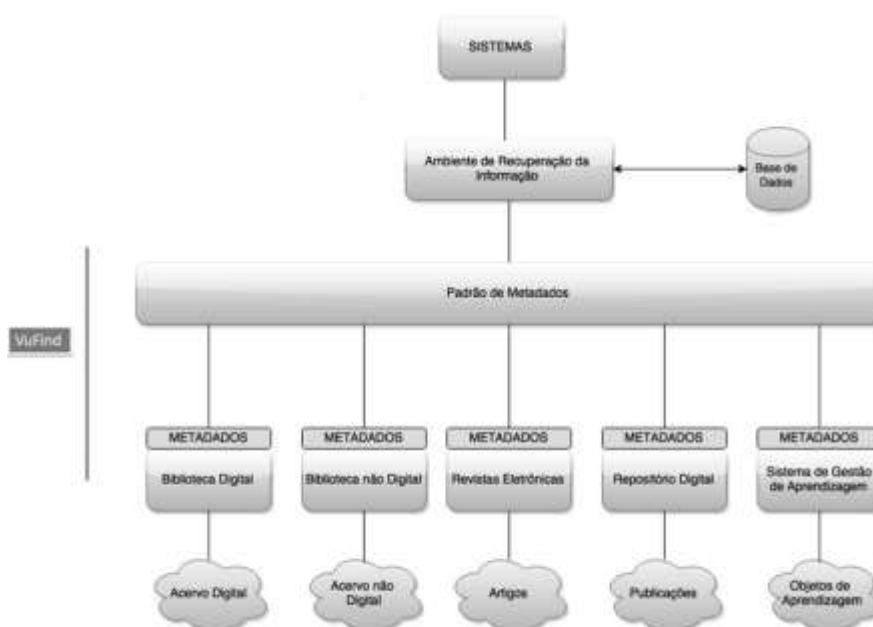 SISTEMAS
Ambiente de Recuperação da
Informação
Base de
Dados
Padrão de Metadados
VuFind
METADADOS
METADADOS
METADADOS
METADADOS
METADADOS
Biblioteca Digital
Biblioteca não Digital
Revistas Eletrônicas
Repositório Digital
Sistema de Gestão
de Aprendizagem
Acervo Digital
Acervo não
Digital
Artigos
Publicações
Objetos de
Aprendizagem